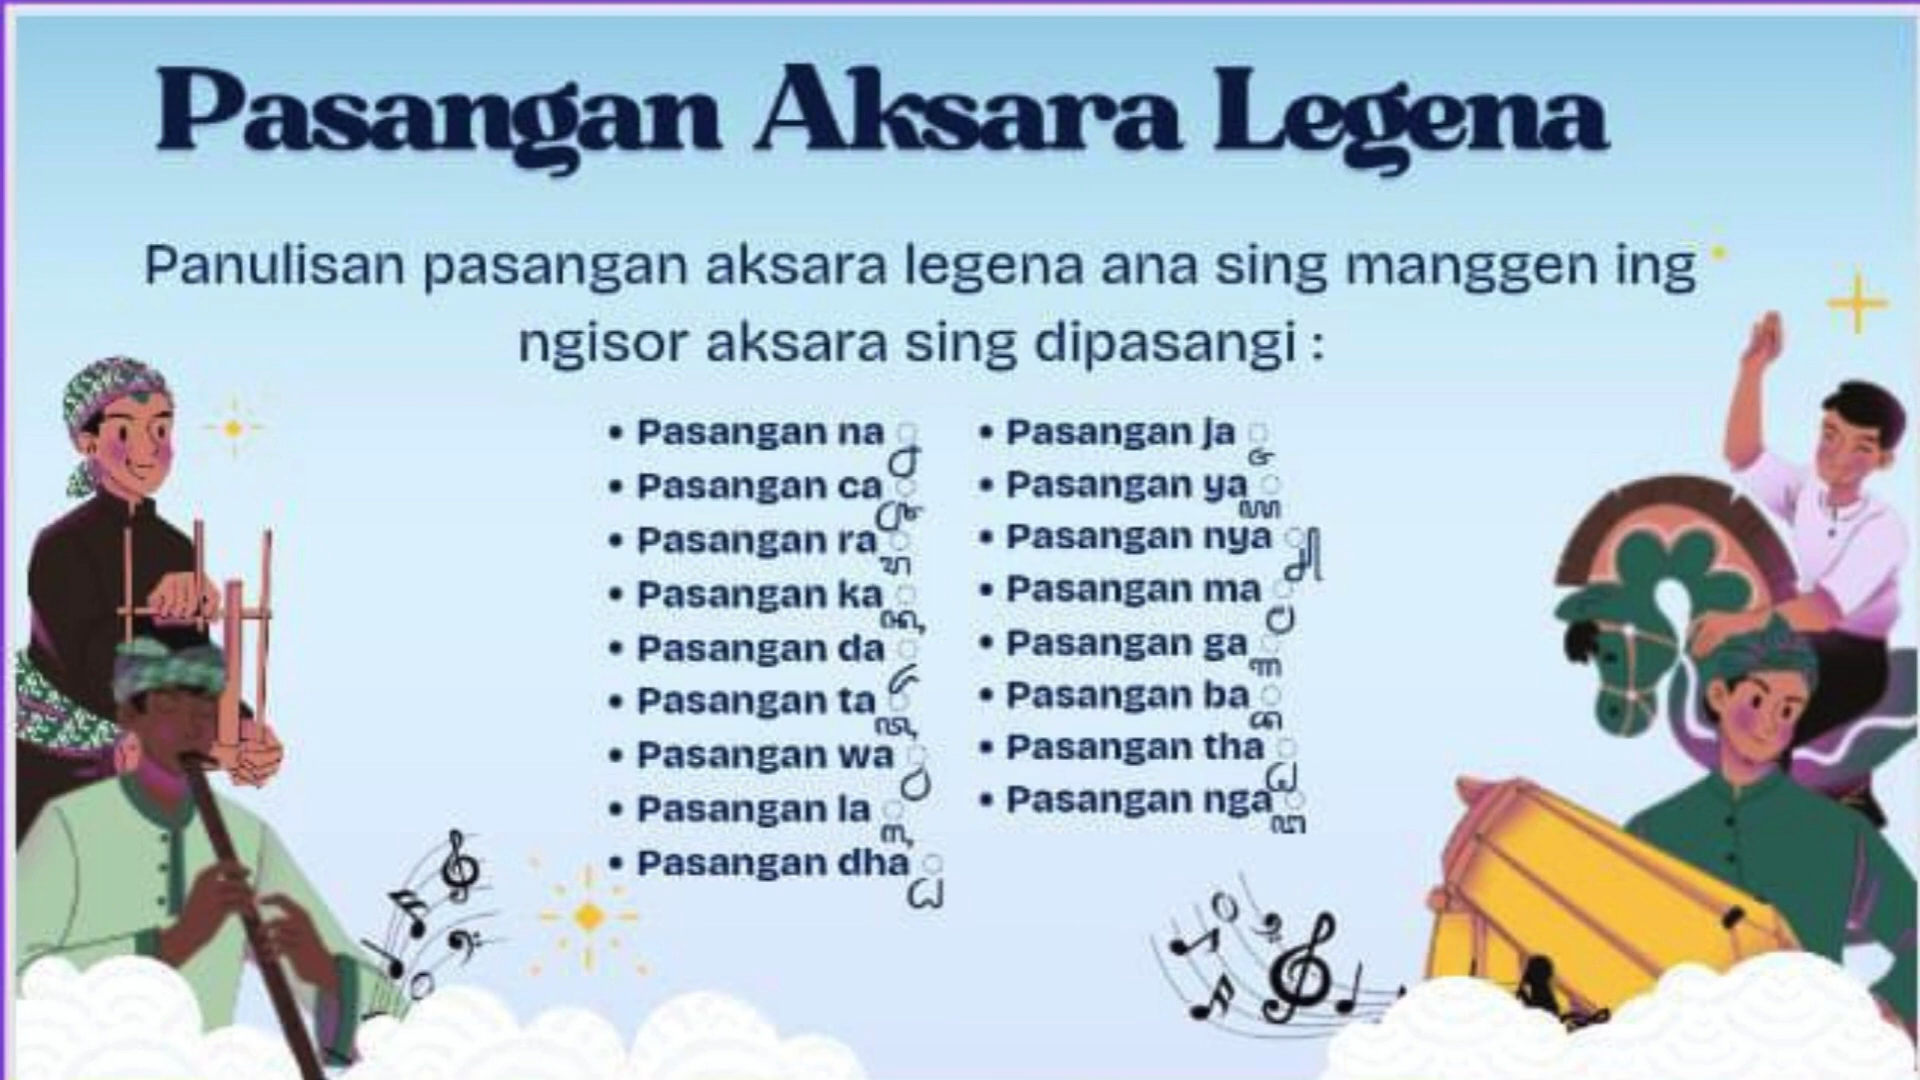 Pasangan Aksara Legena
Panulisan pasangan aksara legena ana sing manggen ing
ngisor aksara sing dipasangi :
• Pasangan na ◌꧀ꦤ
• Pasangan ca ◌꧀ꦕ
• Pasangan ra ◌꧀ꦫ
• Pasangan ka ◌꧀ꦏ
• Pasangan da ◌꧀ꦢ
• Pasangan ta ◌꧀ꦠ
• Pasangan wa ◌꧀ꦮ
• Pasangan la ◌꧀ꦭ
• Pasangan dha ◌꧀ꦝ
• Pasangan ja ◌꧀ꦗ
• Pasangan ya ◌꧀ꦪ
• Pasangan nya ◌꧀ꦚ
• Pasangan ma ◌꧀ꦩ
• Pasangan ga ◌꧀ꦒ
• Pasangan ba ◌꧀ꦧ
• Pasangan tha ◌꧀ꦛ
• Pasangan nga ◌꧀ꦔ